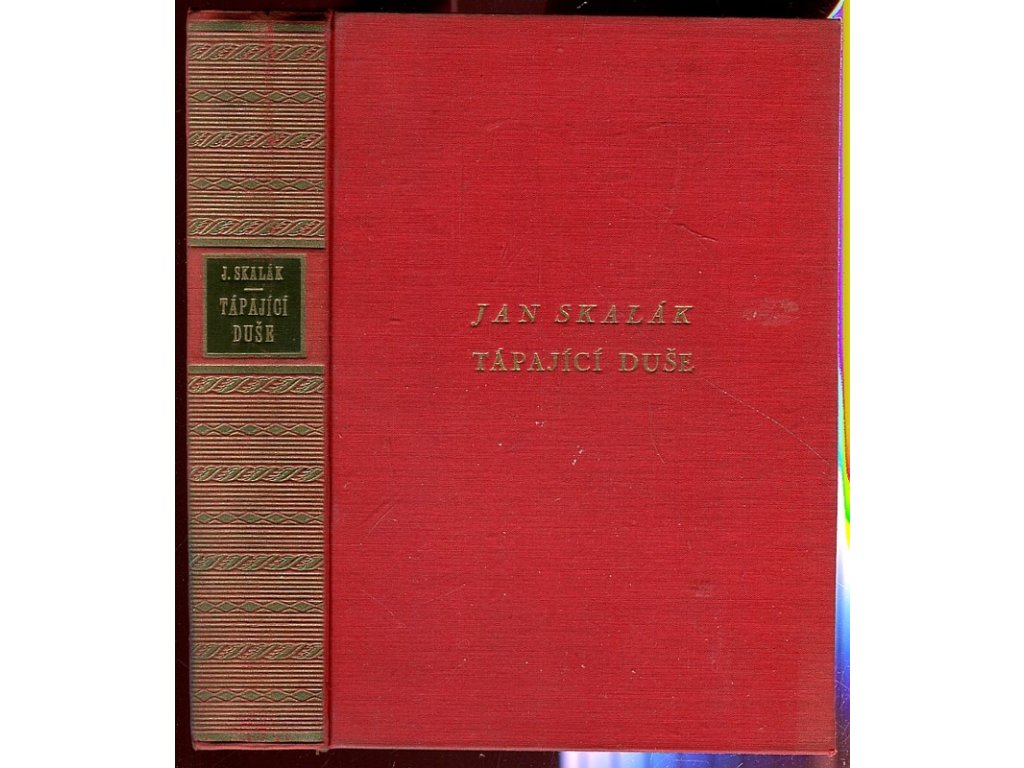 J. SKALÁK
TÁPAJÍCÍ
DUŠE
JAN SKALÁK
TÁPAJÍCÍ DUŠE